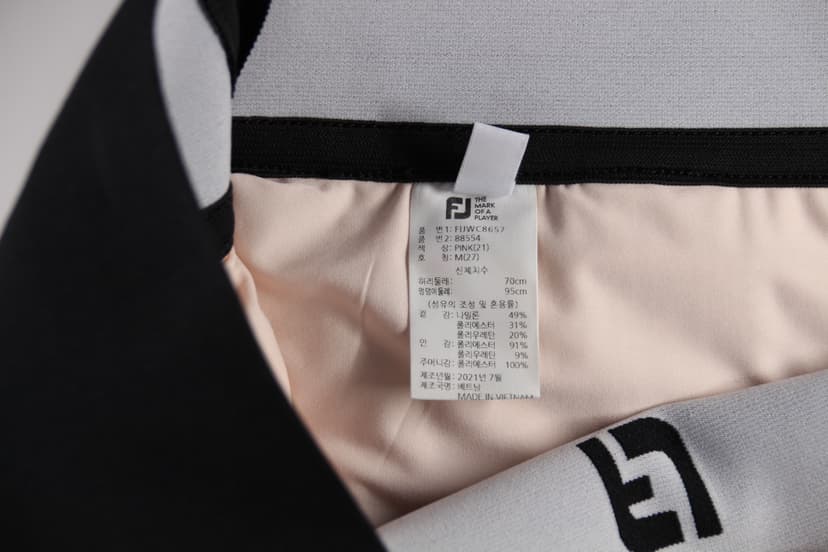 FJ THE
MARK
OF A
PLAYER
품 번1: FIJWC8657
품 번2: 88554
색 상: PINK(21)
호 칭: M(27)
신체치수
허리둘레: 70cm
엉덩이둘레: 95cm
(섬유의 조성 및 혼용률)
겉 감: 나일론 49%
폴리에스터 31%
폴리우레탄 20%
안 감: 폴리에스터 91%
폴리우레탄 9%
주머니감: 폴리에스터 100%
제조년월: 2021년 7월
제조국명: 베트남
MADE IN VIETNAM
FJ